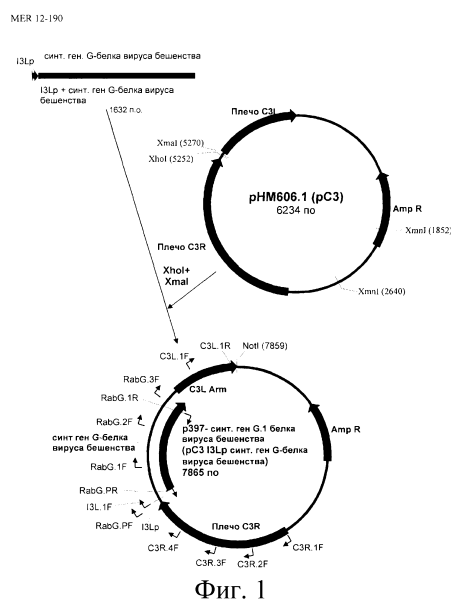 MER 12-190
I3Lp
синт. ген. G-белка вируса бешенства
I3Lp + синт. ген G-белка вируса
бешенства
1632 п.о.
Плечо C3L
XmaI (5270)
XhoI (5252)
pHM606.1 (pC3)
6234 по
Amp R
XmnI (1852)
Плечо C3R
XhoI+
XmaI
XmnI (2640)
C3L.1F
C3L.1R
NotI (7859)
RabG.3F
C3L Arm
RabG.1R
RabG.2F
p397- синт. ген G.1 белка
вируса бешенства
(pC3 I3Lp синт. ген G-белка
вируса бешенства)
7865 по
Amp R
синт ген G-белка
вируса бешенства
RabG.1F
RabG.PR
I3L.1F
RabG.PF
I3Lp
Плечо C3R
C3R.4F
C3R.3F
C3R.2F
C3R.1F
Фиг. 1